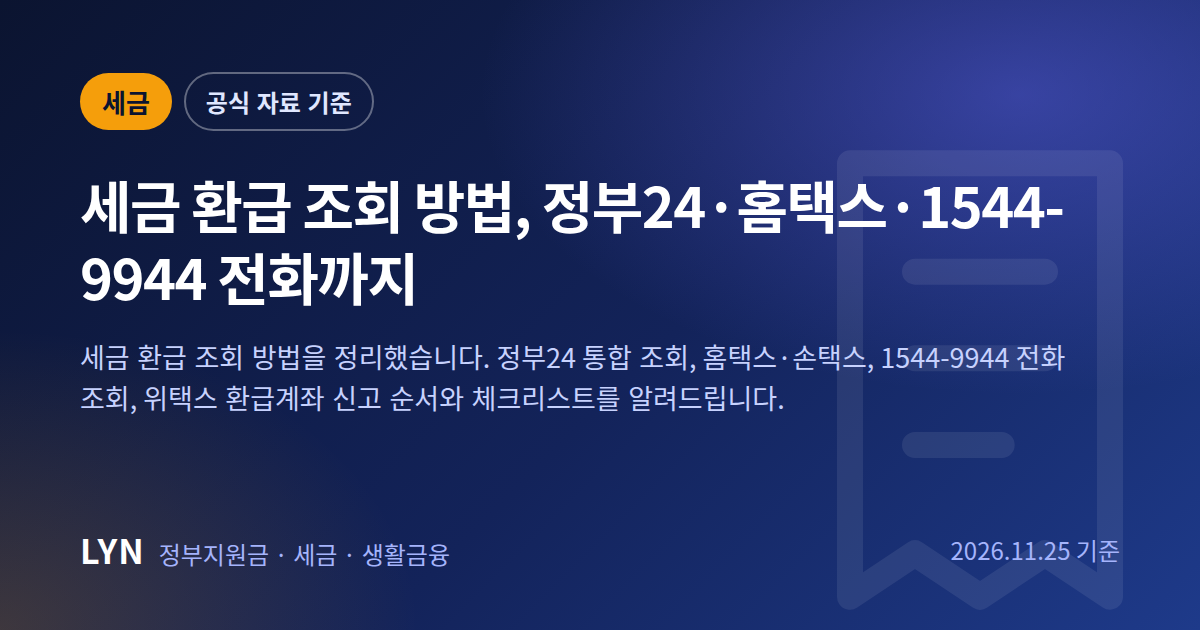 세금
공식 자료 기준
세금 환급 조회 방법, 정부24·홈택스·1544-
9944 전화까지
세금 환급 조회 방법을 정리했습니다. 정부24 통합 조회, 홈택스·손택스, 1544-9944 전화
조회, 위택스 환급계좌 신고 순서와 체크리스트를 알려드립니다.
LYN 정부지원금 · 세금 · 생활금융
2026.11.25 기준